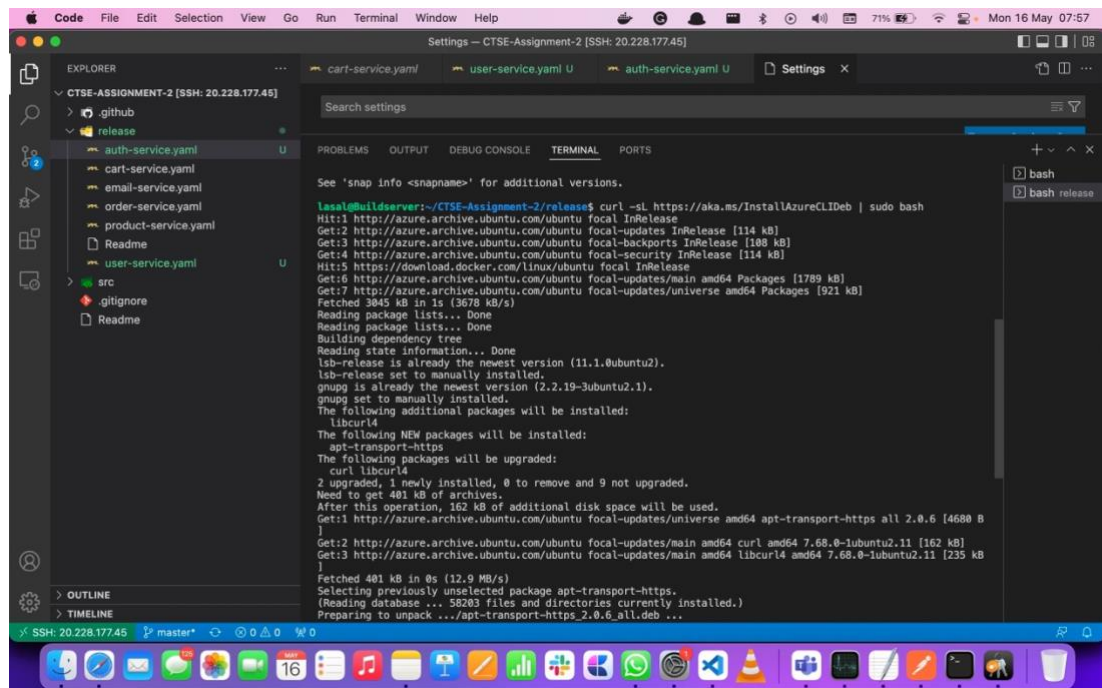 Code File Edit Selection View Go Run Terminal Window Help 71% Mon 16 May 07:57
Settings — CTSE-Assignment-2 [SSH: 20.228.177.45]
EXPLORER
cart-service.yaml user-service.yaml U auth-service.yaml U Settings
CTSE-ASSIGNMENT-2 [SSH: 20.228.177.45]
.github
release
auth-service.yaml U
cart-service.yaml
email-service.yaml
order-service.yaml
product-service.yaml
Readme
user-service.yaml U
src
.gitignore
Readme
OUTLINE
TIMELINE
Search settings
PROBLEMS OUTPUT DEBUG CONSOLE TERMINAL PORTS
bash
bash release
See 'snap info <snapname>' for additional versions.
lasal@Buildserver:~/CTSE-Assignment-2/release$ curl -sL https://aka.ms/InstallAzureCLIDeb | sudo bash
Hit:1 http://azure.archive.ubuntu.com/ubuntu focal InRelease
Get:2 http://azure.archive.ubuntu.com/ubuntu focal-updates InRelease [114 kB]
Get:3 http://azure.archive.ubuntu.com/ubuntu focal-backports InRelease [108 kB]
Get:4 http://azure.archive.ubuntu.com/ubuntu focal-security InRelease [114 kB]
Hit:5 https://download.docker.com/linux/ubuntu focal InRelease
Get:6 http://azure.archive.ubuntu.com/ubuntu focal-updates/main amd64 Packages [1789 kB]
Get:7 http://azure.archive.ubuntu.com/ubuntu focal-updates/universe amd64 Packages [921 kB]
Fetched 3045 kB in 1s (3678 kB/s)
Reading package lists... Done
Reading package lists... Done
Building dependency tree
Reading state information... Done
lsb-release is already the newest version (11.1.0ubuntu2).
lsb-release set to manually installed.
gnupg is already the newest version (2.2.19-3ubuntu2.1).
gnupg set to manually installed.
The following additional packages will be installed:
libcurl4
The following NEW packages will be installed:
apt-transport-https
The following packages will be upgraded:
curl libcurl4
2 upgraded, 1 newly installed, 0 to remove and 9 not upgraded.
Need to get 401 kB of archives.
After this operation, 162 kB of additional disk space will be used.
Get:1 http://azure.archive.ubuntu.com/ubuntu focal-updates/universe amd64 apt-transport-https all 2.0.6 [4680 B
]
Get:2 http://azure.archive.ubuntu.com/ubuntu focal-updates/main amd64 curl amd64 7.68.0-1ubuntu2.11 [162 kB]
Get:3 http://azure.archive.ubuntu.com/ubuntu focal-updates/main amd64 libcurl4 amd64 7.68.0-1ubuntu2.11 [235 kB
]
Fetched 401 kB in 0s (12.9 MB/s)
Selecting previously unselected package apt-transport-https.
(Reading database ... 58203 files and directories currently installed.)
Preparing to unpack .../apt-transport-https_2.0.6_all.deb ...
SSH: 20.228.177.45 master* 0 0 0
MAY
16